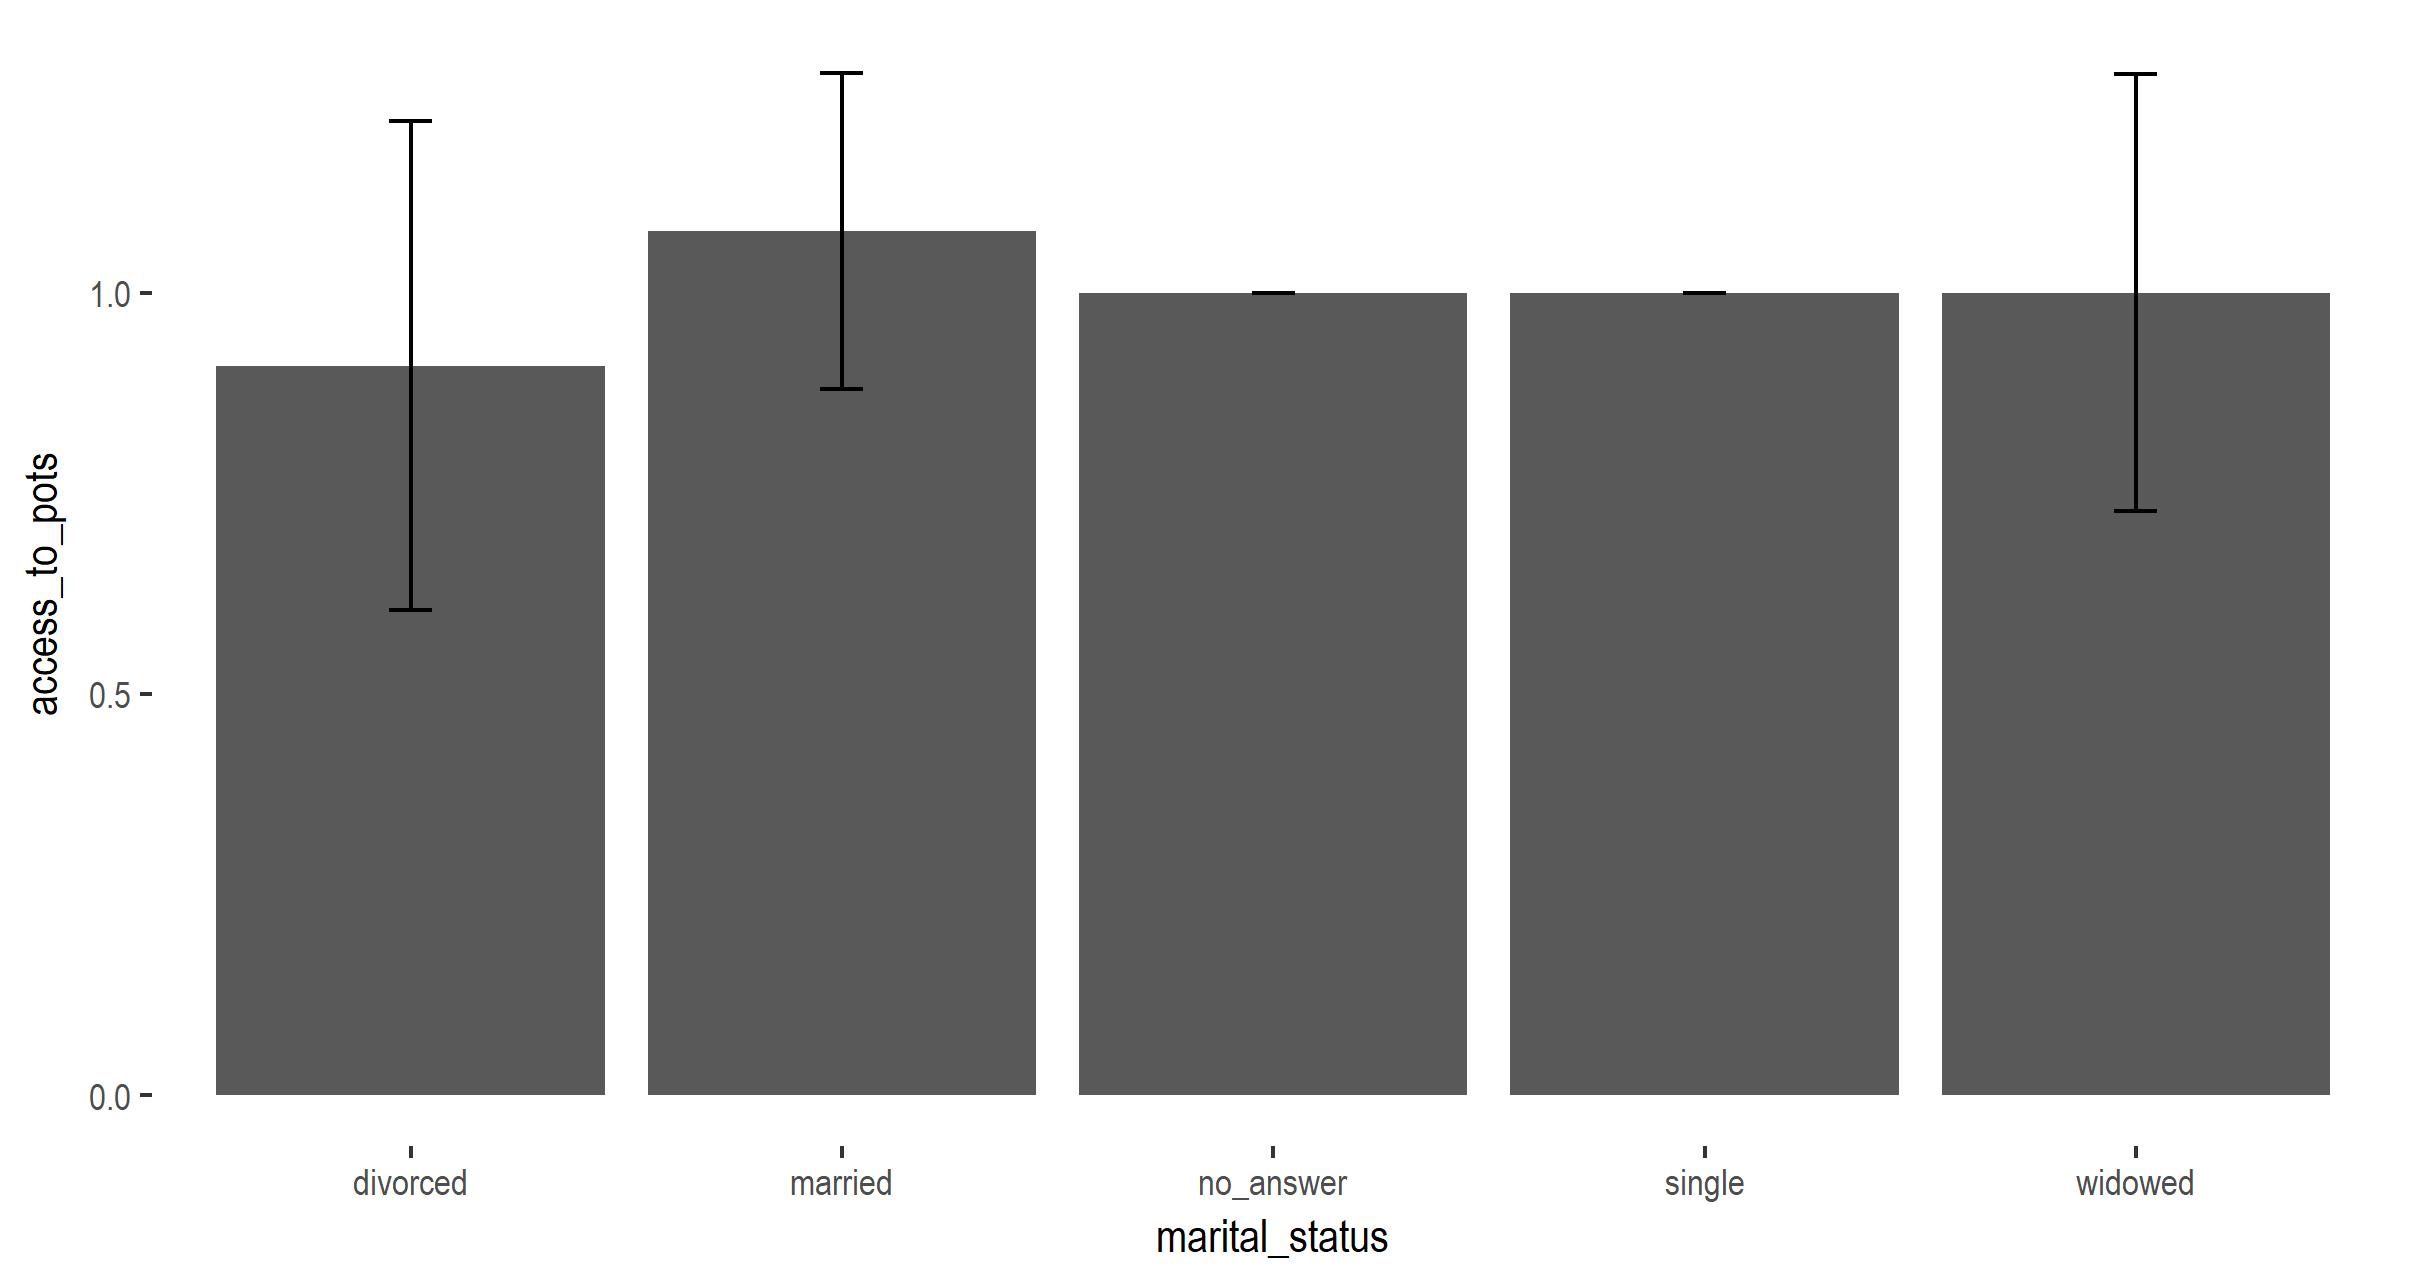 access_to_pots
1.0
0.5
0.0
divorced
married
no_answer
single
widowed
marital_status